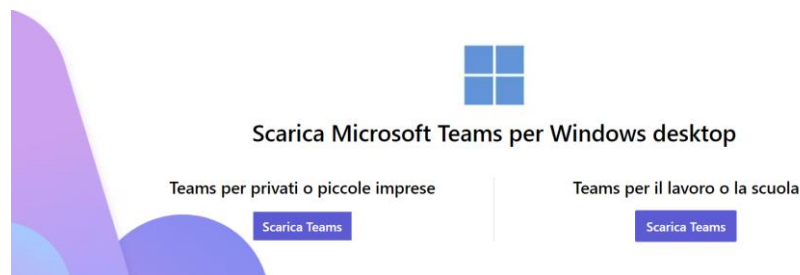 Scarica Microsoft Teams per Windows desktop
Teams per privati o piccole imprese
Scarica Teams
Teams per il lavoro o la scuola
Scarica Teams